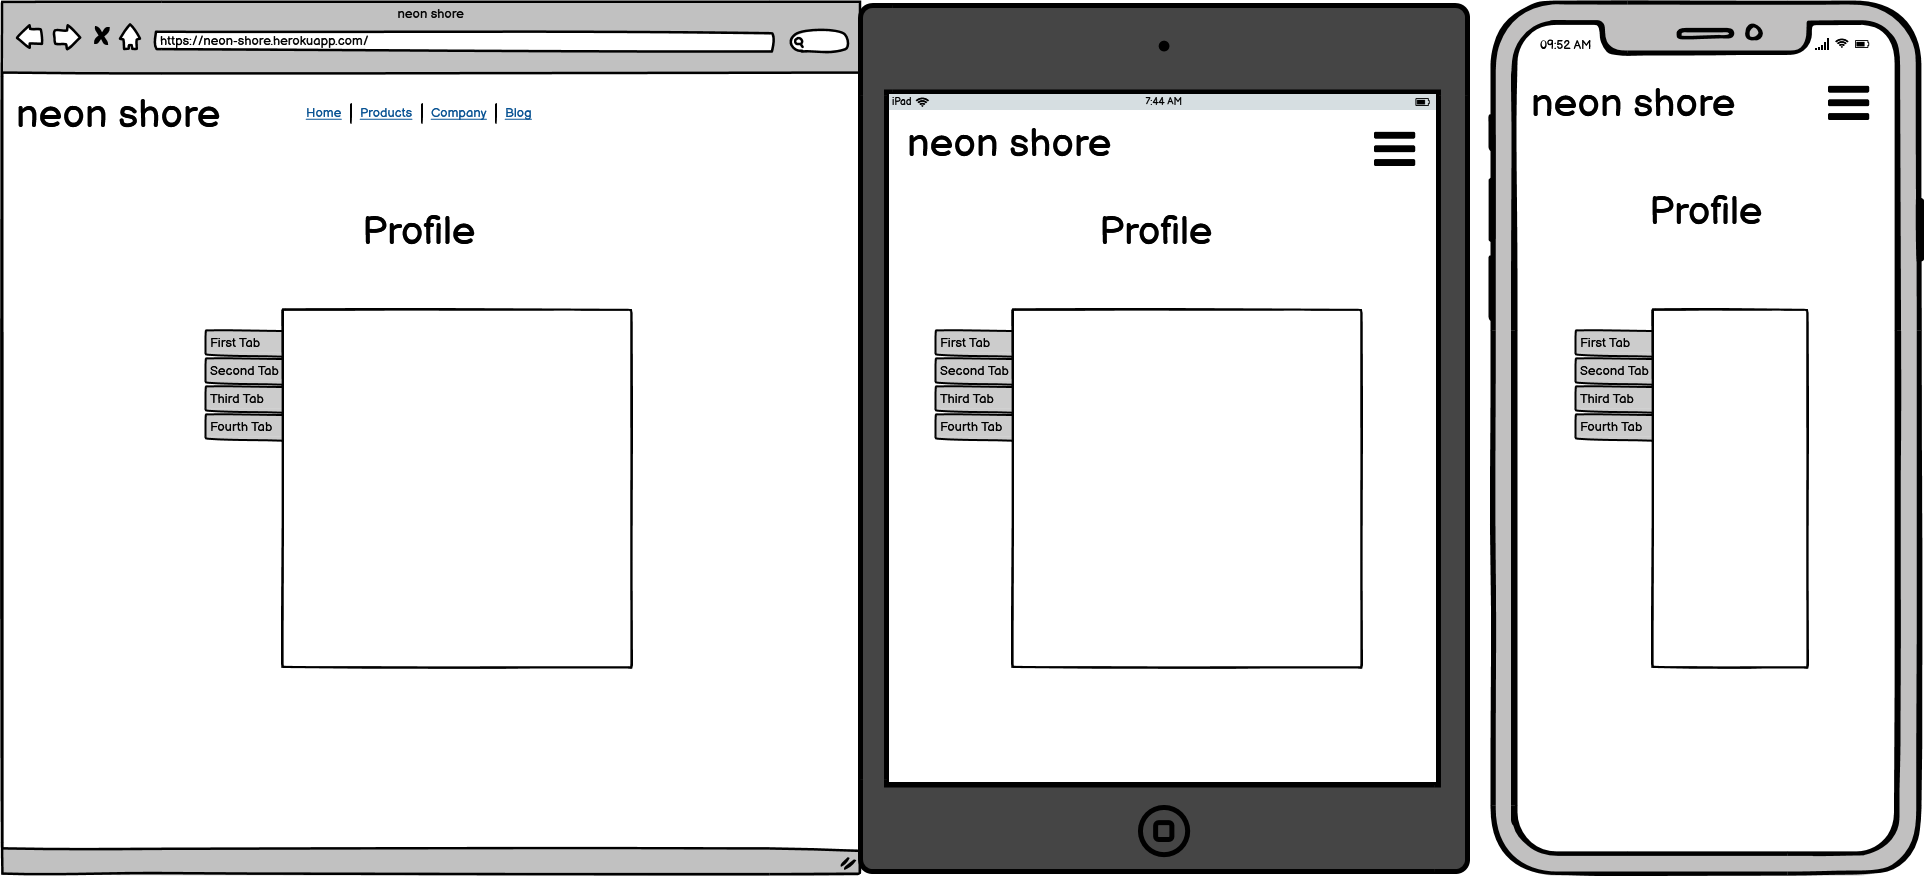 neon shore
https://neon-shore.herokuapp.com/
neon shore
Home | Products | Company | Blog
Profile
First Tab
Second Tab
Third Tab
Fourth Tab
iPad
7:44 AM
neon shore
Profile
First Tab
Second Tab
Third Tab
Fourth Tab
09:52 AM
neon shore
Profile
First Tab
Second Tab
Third Tab
Fourth Tab